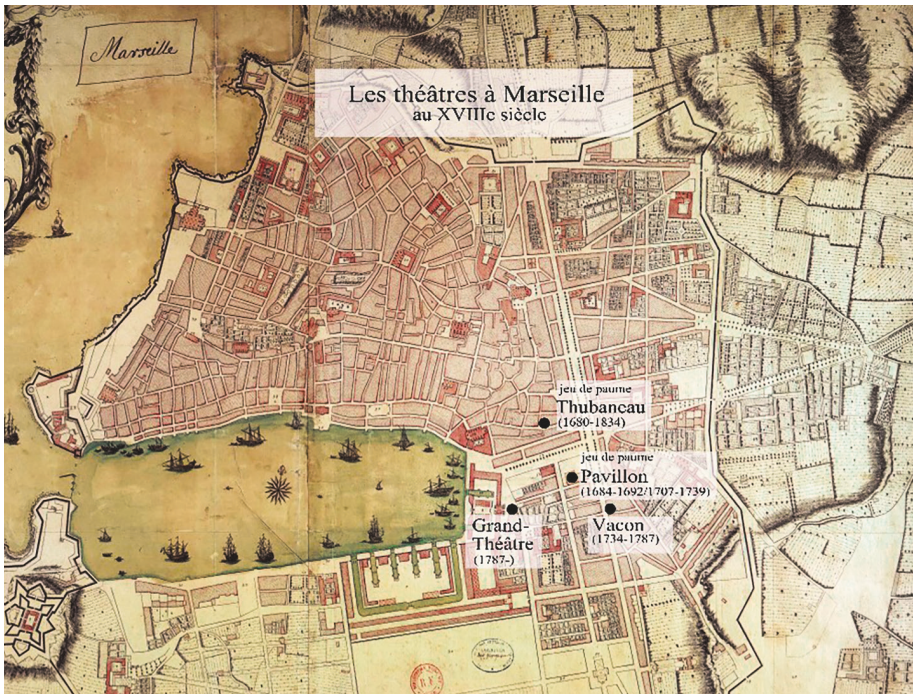 Marseille
Les théâtres à Marseille
au XVIIIe siècle
jeu de paume
Thubaneau
(1680-1834)
jeu de paume
Pavillon
(1684-1692/1707-1739)
Grand-
Théâtre
(1787-)
Vacon
(1734-1787)
R.F.